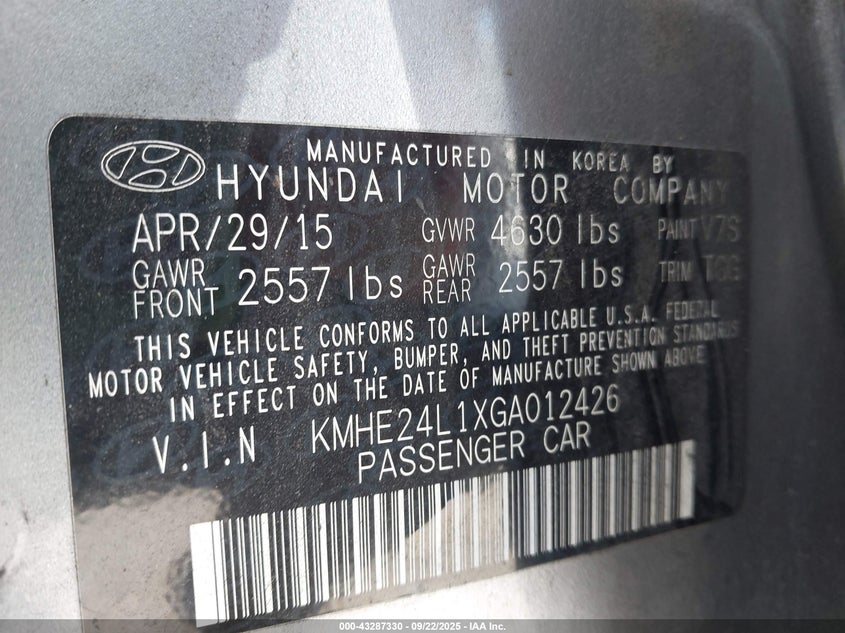 MANUFACTURED IN KOREA BY
HYUNDAI MOTOR COMPANY
APR/29/15 GVWR 4630 lbs PAINT V7S
GAWR FRONT 2557 lbs GAWR REAR 2557 lbs TRIM TGG
THIS VEHICLE CONFORMS TO ALL APPLICABLE U.S.A. FEDERAL
MOTOR VEHICLE SAFETY, BUMPER, AND THEFT PREVENTION STANDARDS
IN EFFECT ON THE DATE OF MANUFACTURE SHOWN ABOVE
V.I.N KMHE24L1XGA012426
PASSENGER CAR
000-43287330 - 09/22/2025 - IAA Inc.